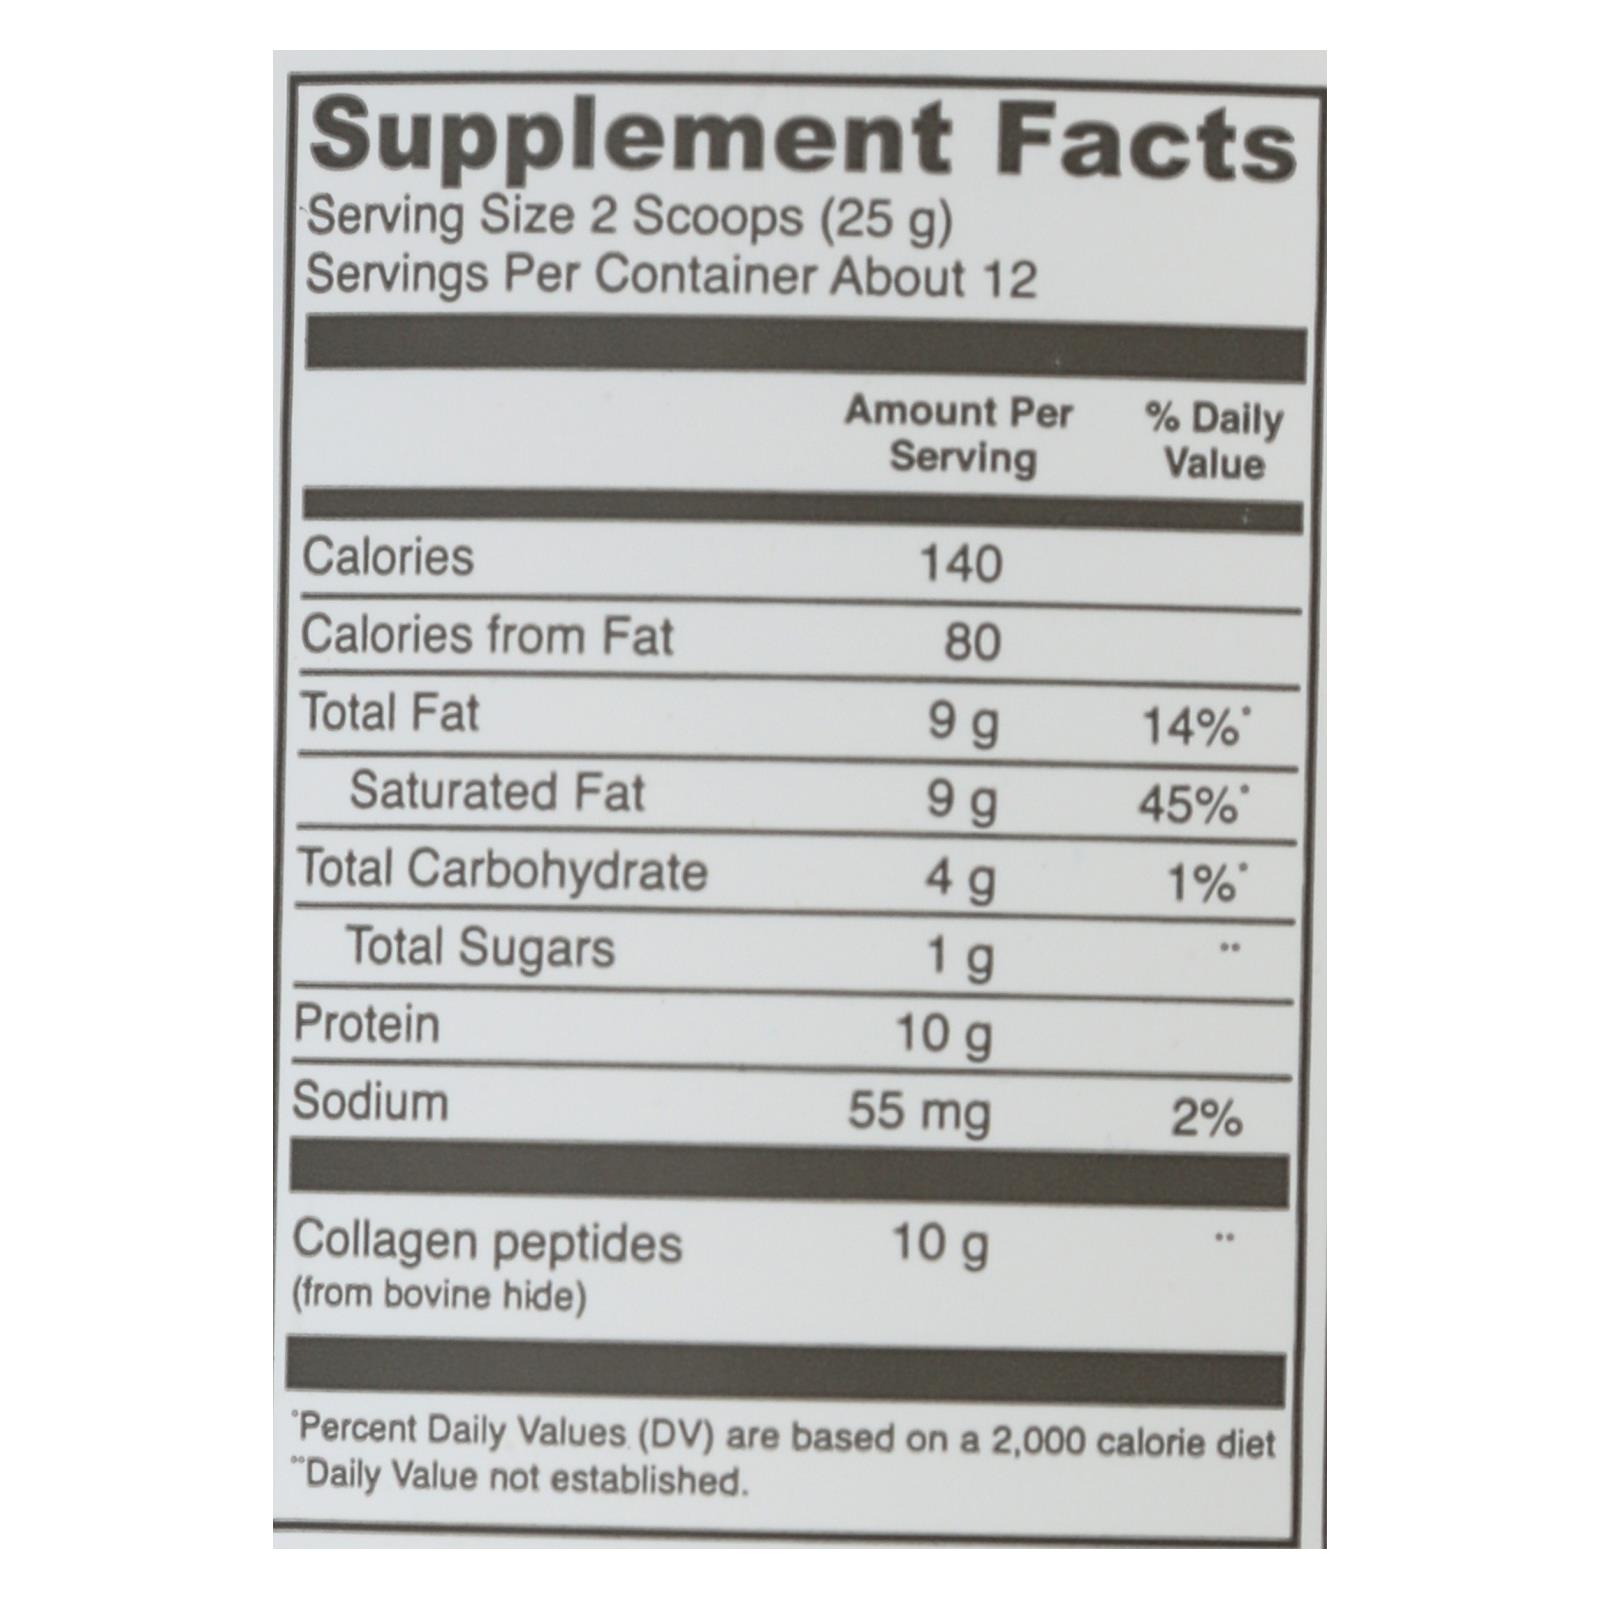 Supplement Facts
Serving Size 2 Scoops (25 g)
Servings Per Container About 12
Amount Per Serving % Daily Value
Calories 140
Calories from Fat 80
Total Fat 9 g 14%*
Saturated Fat 9 g 45%*
Total Carbohydrate 4 g 1%*
Total Sugars 1 g **
Protein 10 g
Sodium 55 mg 2%
Collagen peptides 10 g **
(from bovine hide)
*Percent Daily Values (DV) are based on a 2,000 calorie diet
**Daily Value not established.